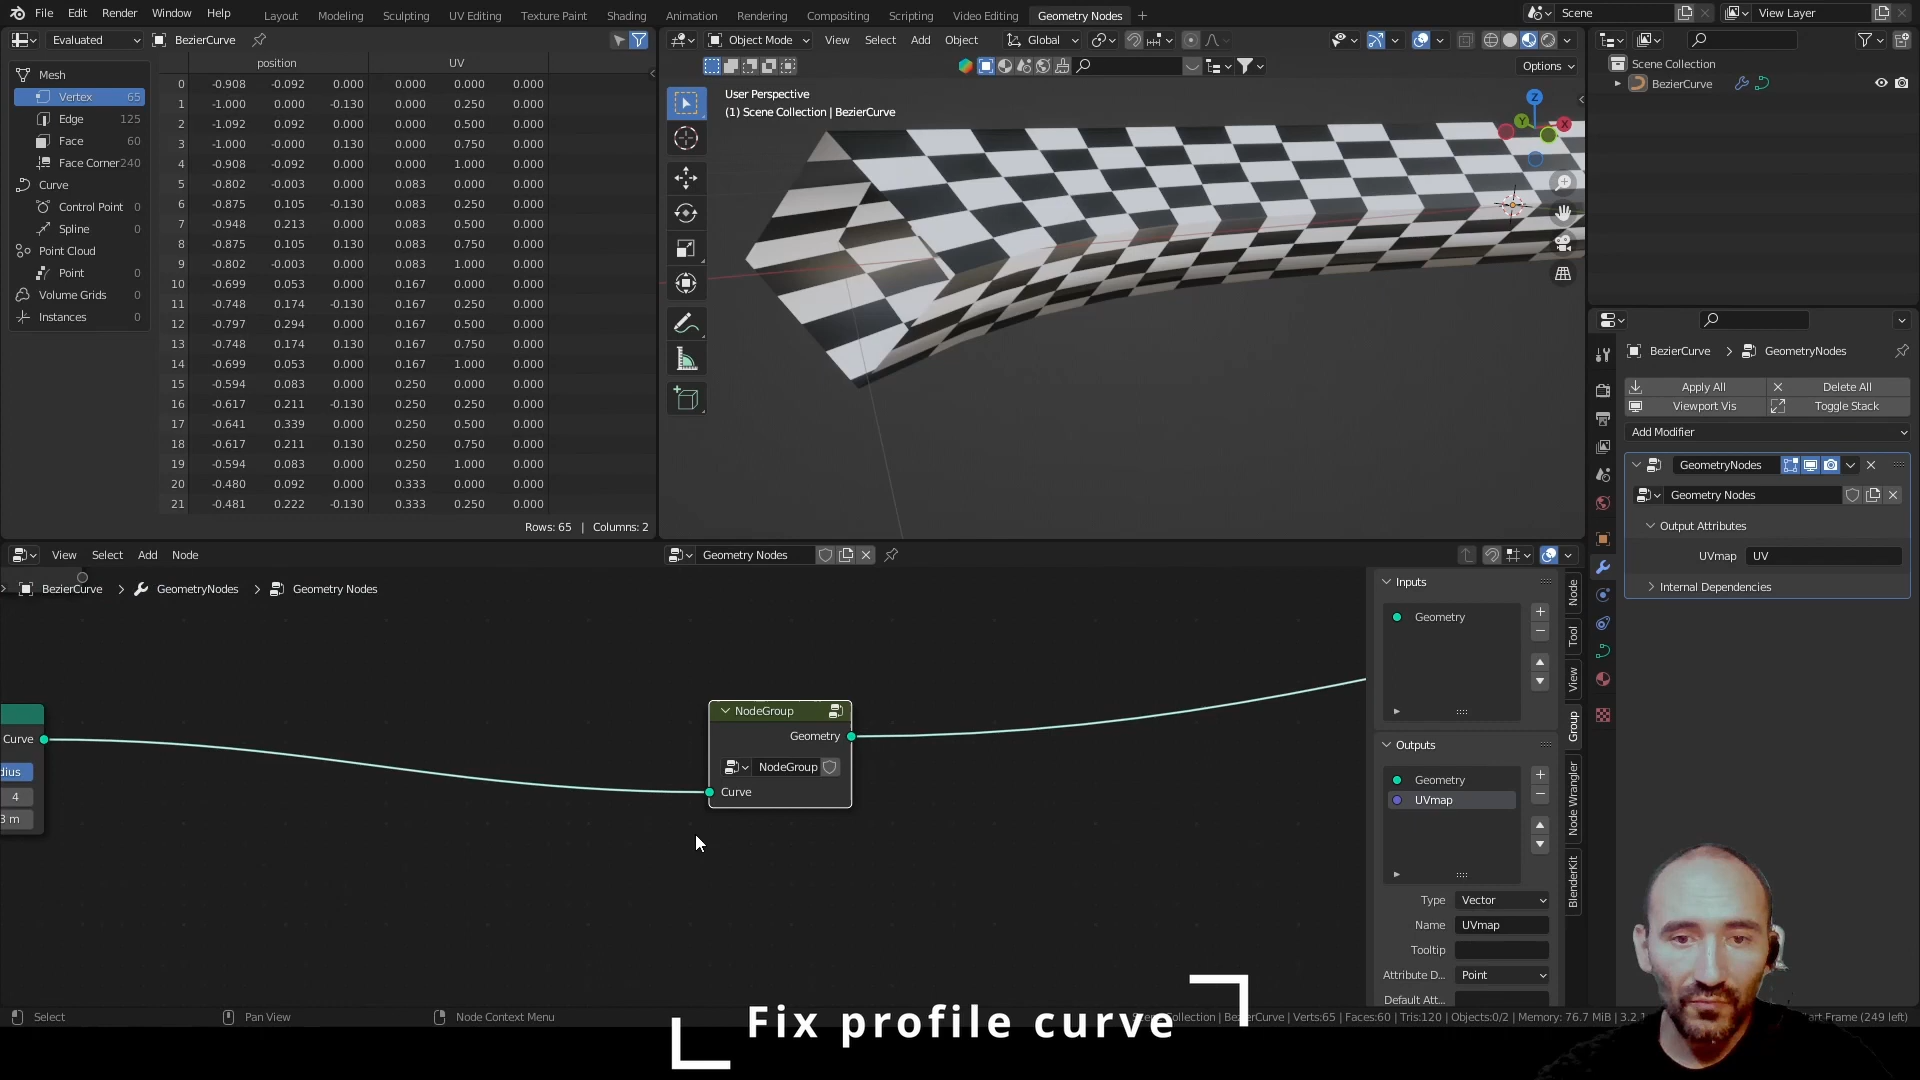 File Edit Render Window Help Layout Modeling Sculpting UV Editing Texture Paint Shading Animation Rendering Compositing Scripting Video Editing Geometry Nodes + Scene View Layer
Evaluated BezierCurve
Object Mode View Select Add Object Global
Options
position UV
Mesh
Vertex 65
Edge 125
Face 60
Face Corner 240
Curve
Control Point 0
Spline 0
Point Cloud
Point 0
Volume Grids 0
Instances 0
0 -0.908 -0.092 0.000 0.000 0.000 0.000
1 -1.000 0.000 -0.130 0.000 0.250 0.000
2 -1.092 0.092 0.000 0.000 0.500 0.000
3 -1.000 -0.000 0.130 0.000 0.750 0.000
4 -0.908 -0.092 0.000 0.000 1.000 0.000
5 -0.802 -0.003 0.000 0.083 0.000 0.000
6 -0.875 0.105 -0.130 0.083 0.250 0.000
7 -0.948 0.213 0.000 0.083 0.500 0.000
8 -0.875 0.105 0.130 0.083 0.750 0.000
9 -0.802 -0.003 0.000 0.083 1.000 0.000
10 -0.699 0.053 0.000 0.167 0.000 0.000
11 -0.748 0.174 -0.130 0.167 0.250 0.000
12 -0.797 0.294 0.000 0.167 0.500 0.000
13 -0.748 0.174 0.130 0.167 0.750 0.000
14 -0.699 0.053 0.000 0.167 1.000 0.000
15 -0.594 0.083 0.000 0.250 0.000 0.000
16 -0.617 0.211 -0.130 0.250 0.250 0.000
17 -0.641 0.339 0.000 0.250 0.500 0.000
18 -0.617 0.211 0.130 0.250 0.750 0.000
19 -0.594 0.083 0.000 0.250 1.000 0.000
20 -0.480 0.092 0.000 0.333 0.000 0.000
21 -0.481 0.222 -0.130 0.333 0.250 0.000
Rows: 65 | Columns: 2
User Perspective
(1) Scene Collection | BezierCurve
Z
Y
X
Scene Collection
BezierCurve
BezierCurve GeometryNodes
Apply All Delete All
Viewport Vis Toggle Stack
Add Modifier
GeometryNodes
Geometry Nodes
Output Attributes
UVmap UV
Internal Dependencies
View Select Add Node Geometry Nodes
BezierCurve > GeometryNodes > Geometry Nodes
Curve
dius
4
3 m
NodeGroup
Geometry
NodeGroup
Curve
Inputs
Geometry
Outputs
Geometry
UVmap
Type Vector
Name UVmap
Tooltip
Attribute D... Point
Default Att...
Node
Tool
View
Group
Node Wrangler
BlenderKit
Select Pan View Node Context Menu
Collection | BezierCurve | Verts:65 | Faces:60 | Tris:120 | Objects:0/2 | Memory: 76.7 MiB | 3.2.1
tart Frame (249 left)
Fix profile curve